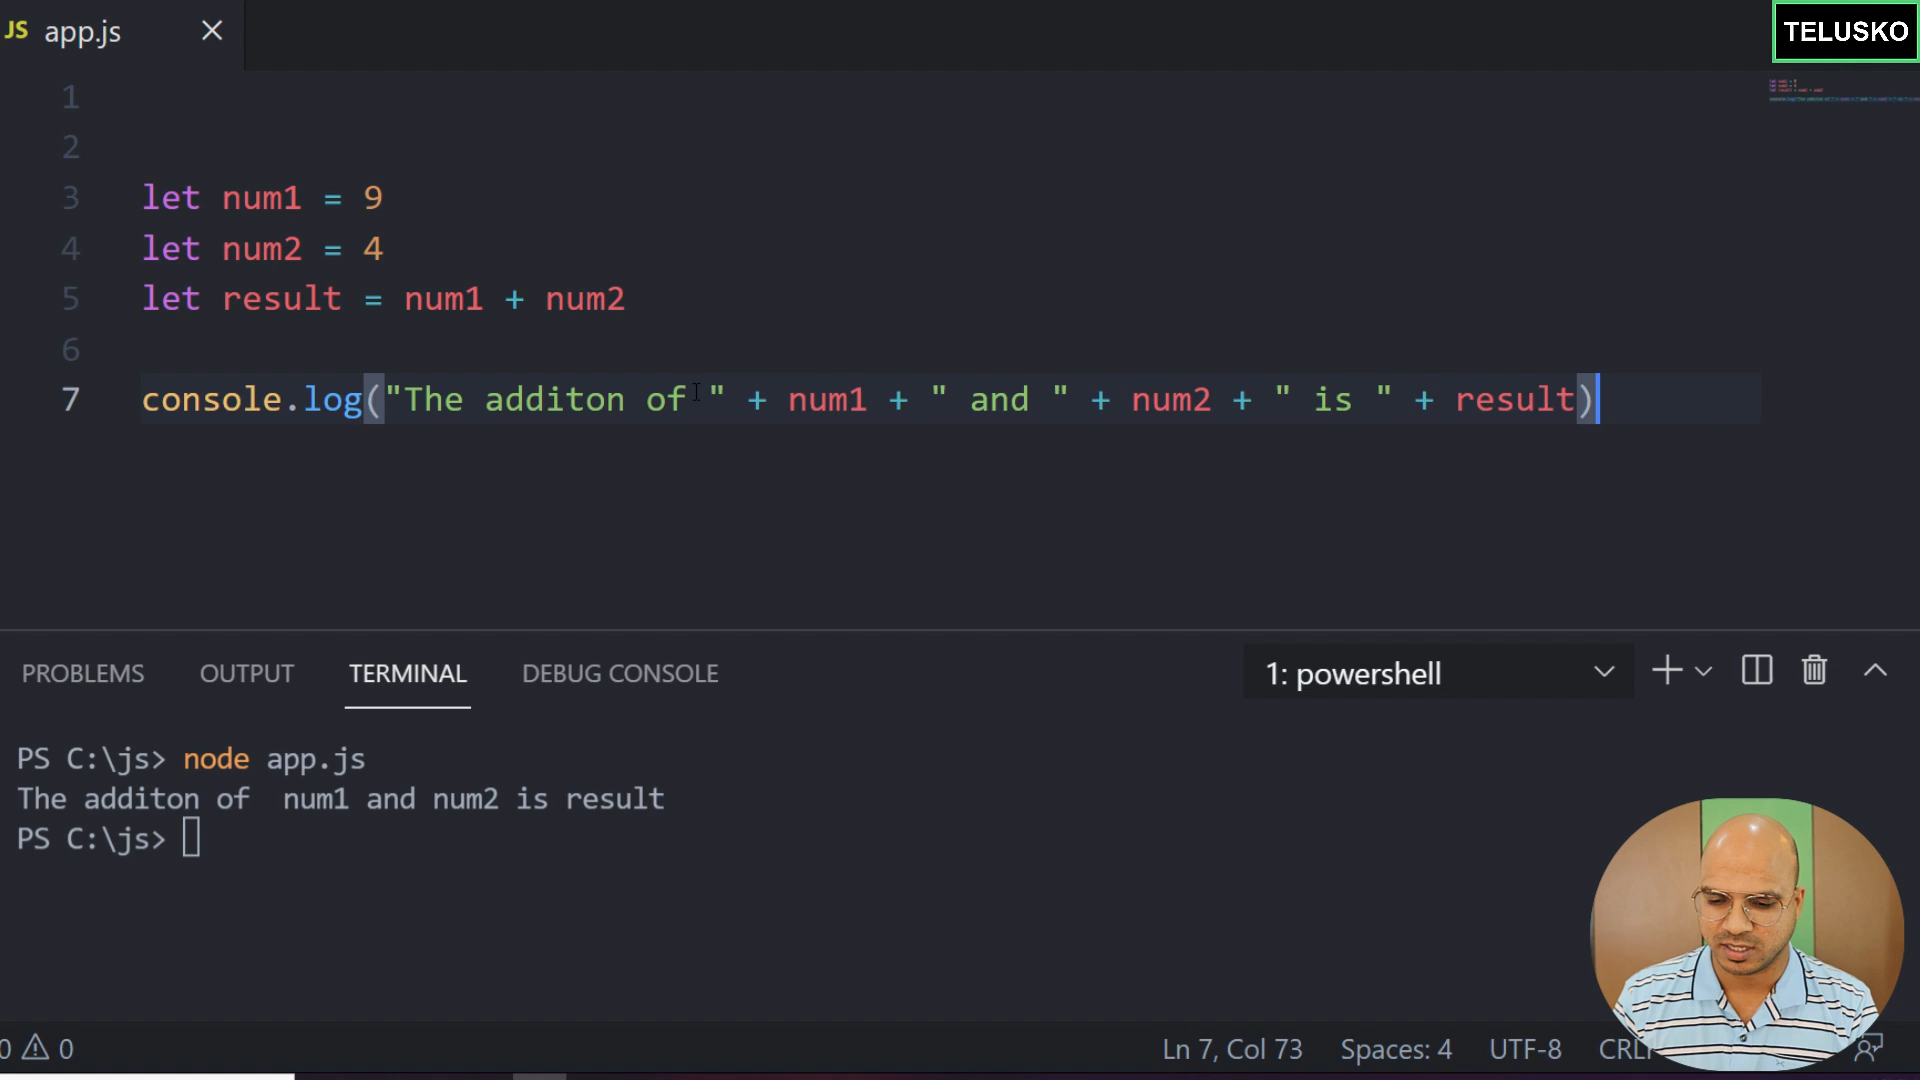 JS app.js
TELUSKO
1
2
3 let num1 = 9
4 let num2 = 4
5 let result = num1 + num2
6
7 console.log("The additon of " + num1 + " and " + num2 + " is " + result)
PROBLEMS OUTPUT TERMINAL DEBUG CONSOLE 1: powershell
PS C:\js> node app.js
The additon of  num1 and num2 is result
PS C:\js>
0 0 Ln 7, Col 73 Spaces: 4 UTF-8